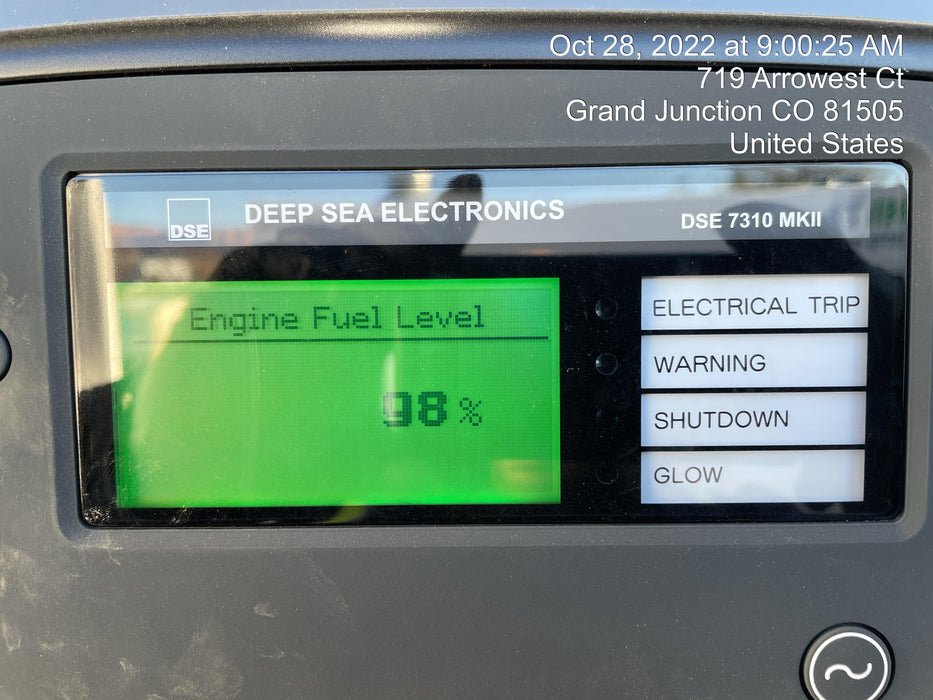 Oct 28, 2022 at 9:00:25 AM
719 Arrowest Ct
Grand Junction CO 81505
United States
DSE
DEEP SEA ELECTRONICS
DSE 7310 MKII
Engine Fuel Level
98 %
ELECTRICAL TRIP
WARNING
SHUTDOWN
GLOW